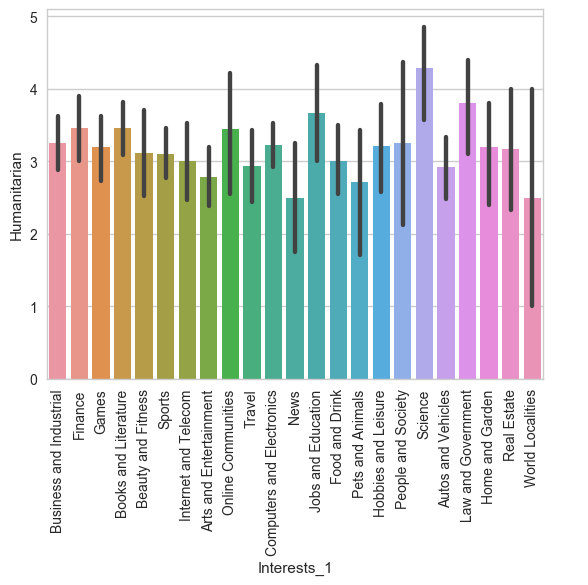 5
4
3
2
1
0
Humanitarian
Business and Industrial
Finance
Games
Books and Literature
Beauty and Fitness
Sports
Internet and Telecom
Arts and Entertainment
Online Communities
Travel
Computers and Electronics
News
Jobs and Education
Food and Drink
Pets and Animals
Hobbies and Leisure
People and Society
Science
Autos and Vehicles
Law and Government
Home and Garden
Real Estate
World Localities
Interests_1